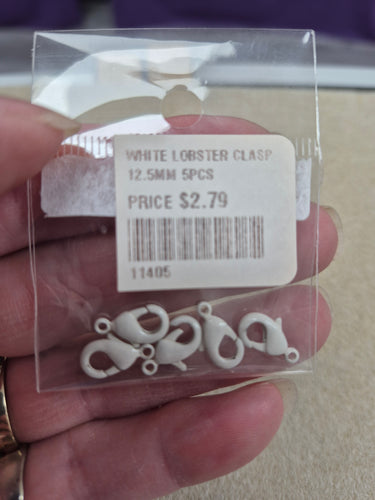 WHITE LOBSTER CLASP
12.5MM 5PCS
PRICE $2.79
11405